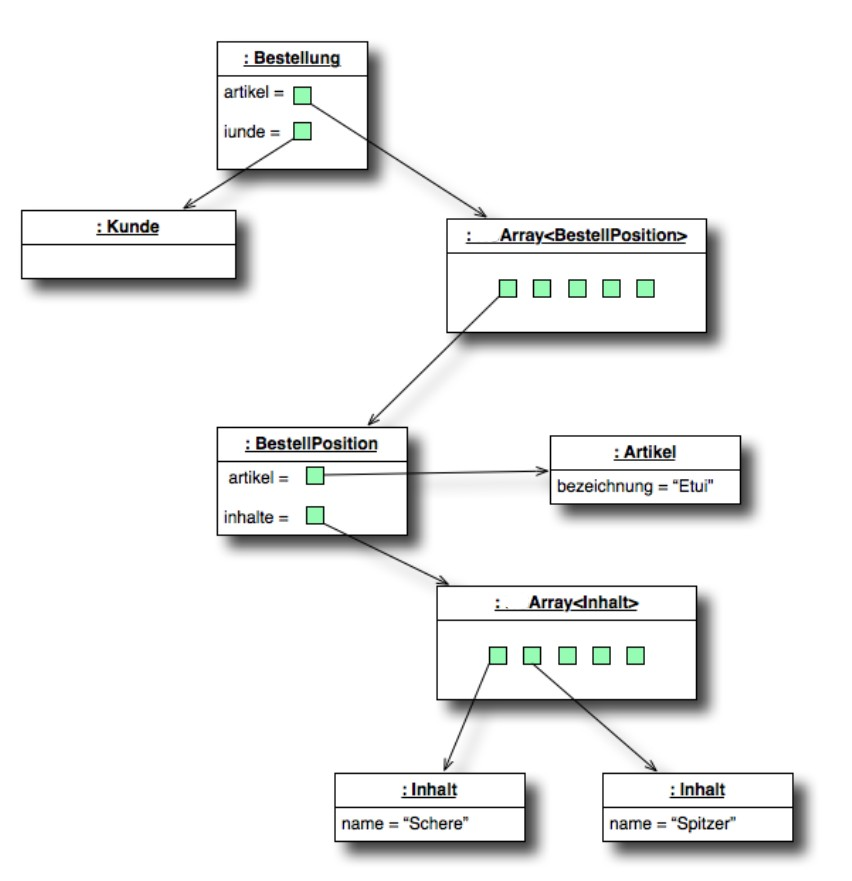 : Bestellung
artikel =
iunde =
: Kunde
: Array<BestellPosition>
: BestellPosition
artikel =
inhalte =
: Artikel
bezeichnung = “Etui”
: Array<Inhalt>
: Inhalt
name = “Schere”
: Inhalt
name = “Spitzer”